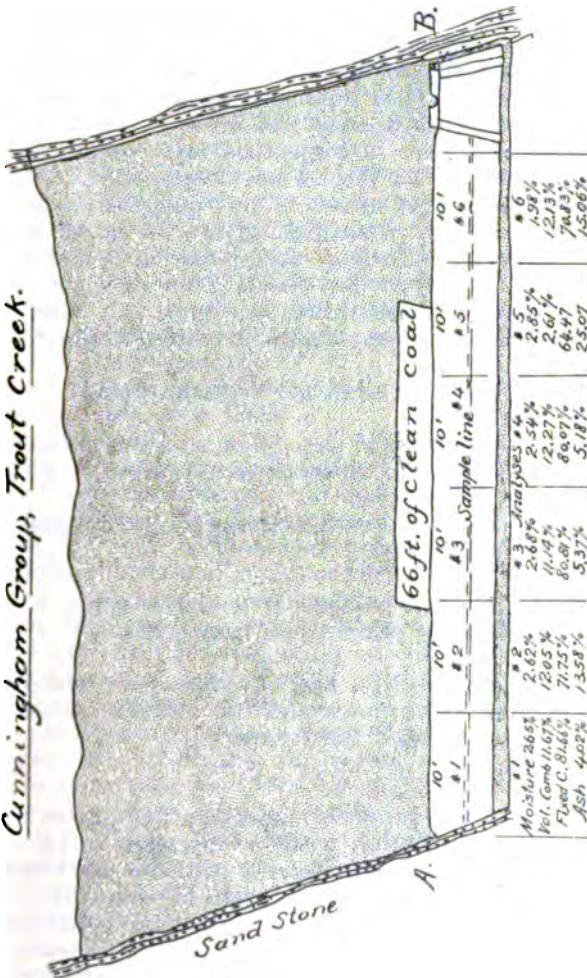 Cunningham Group, Trout Creek.
B.
66 ft. of clean coal
10' 10' 10' 10' 10' 10'
#1 #2 #3 Sample line #4 #5 #6
A.
Sand Stone
Analyses
#1 #2 #3 #4 #5 #6
Moisture 2.65% 2.62% 2.68% 2.54% 2.85% 1.98%
Vol. Comb. 11.67% 12.05% 11.14% 12.27% 2.61% 12.13%
Fixed C. 81.66% 71.75% 80.81% 80.07% 64.47 70.83%
Ash 4.02% 3.58% 5.37% 5.18% 25.07 15.06%